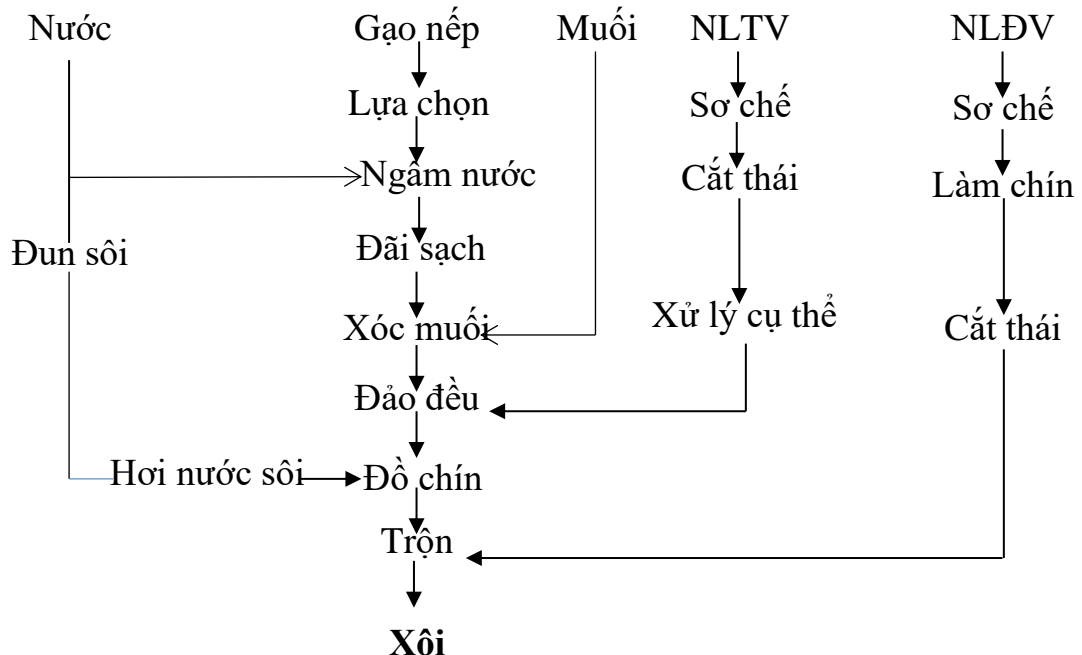 Nước Gạo nếp Muối NLTV NLĐV
Lựa chọn Sơ chế Sơ chế
Ngâm nước Cắt thái Làm chín
Đun sôi Đãi sạch
Xóc muối Xử lý cụ thể Cắt thái
Đảo đều
Hơi nước sôi Đồ chín
Trộn
Xôi